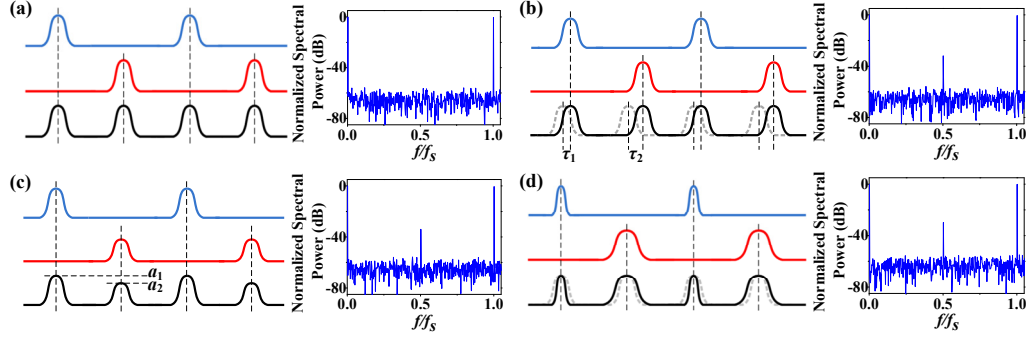 (a)
Normalized Spectral
Power (dB)
0
-40
-80
0.0
0.5
1.0
f/fs
(b)
τ1
τ2
Normalized Spectral
Power (dB)
0
-40
-80
0.0
0.5
1.0
f/fs
(c)
a1
a2
Normalized Spectral
Power (dB)
0
-40
-80
0.0
0.5
1.0
f/fs
(d)
Normalized Spectral
Power (dB)
0
-40
-80
0.0
0.5
1.0
f/fs